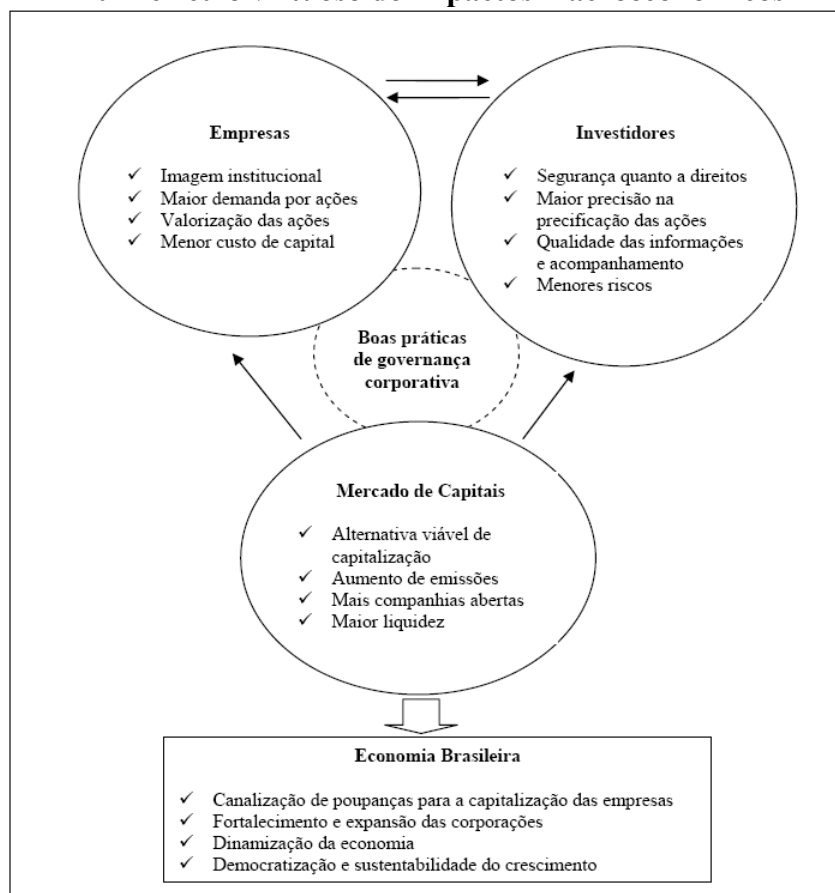 Empresas
✓ Imagem institucional
✓ Maior demanda por ações
✓ Valorização das ações
✓ Menor custo de capital
Investidores
✓ Segurança quanto a direitos
✓ Maior precisão na
precificação das ações
✓ Qualidade das informações
e acompanhamento
✓ Menores riscos
Boas práticas
de governança
corporativa
Mercado de Capitais
✓ Alternativa viável de
capitalização
✓ Aumento de emissões
✓ Mais companhias abertas
✓ Maior liquidez
Economia Brasileira
✓ Canalização de poupanças para a capitalização das empresas
✓ Fortalecimento e expansão das corporações
✓ Dinamização da economia
✓ Democratização e sustentabilidade do crescimento